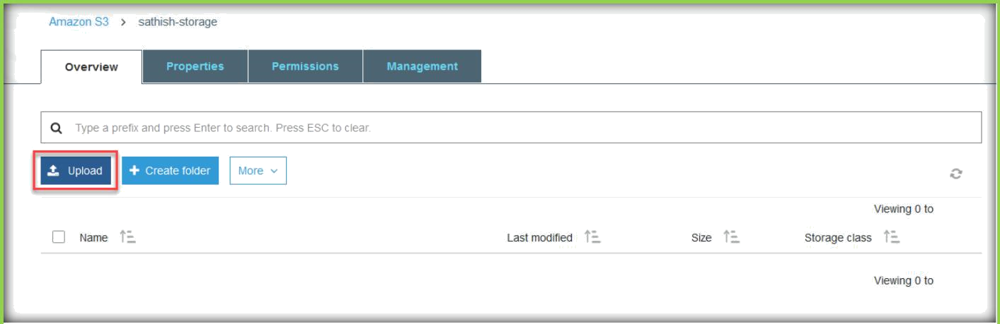 Amazon S3 > sathish-storage
Overview Properties Permissions Management
Type a prefix and press Enter to search. Press ESC to clear.
Upload + Create folder More
Viewing 0 to
Name Last modified Size Storage class
Viewing 0 to